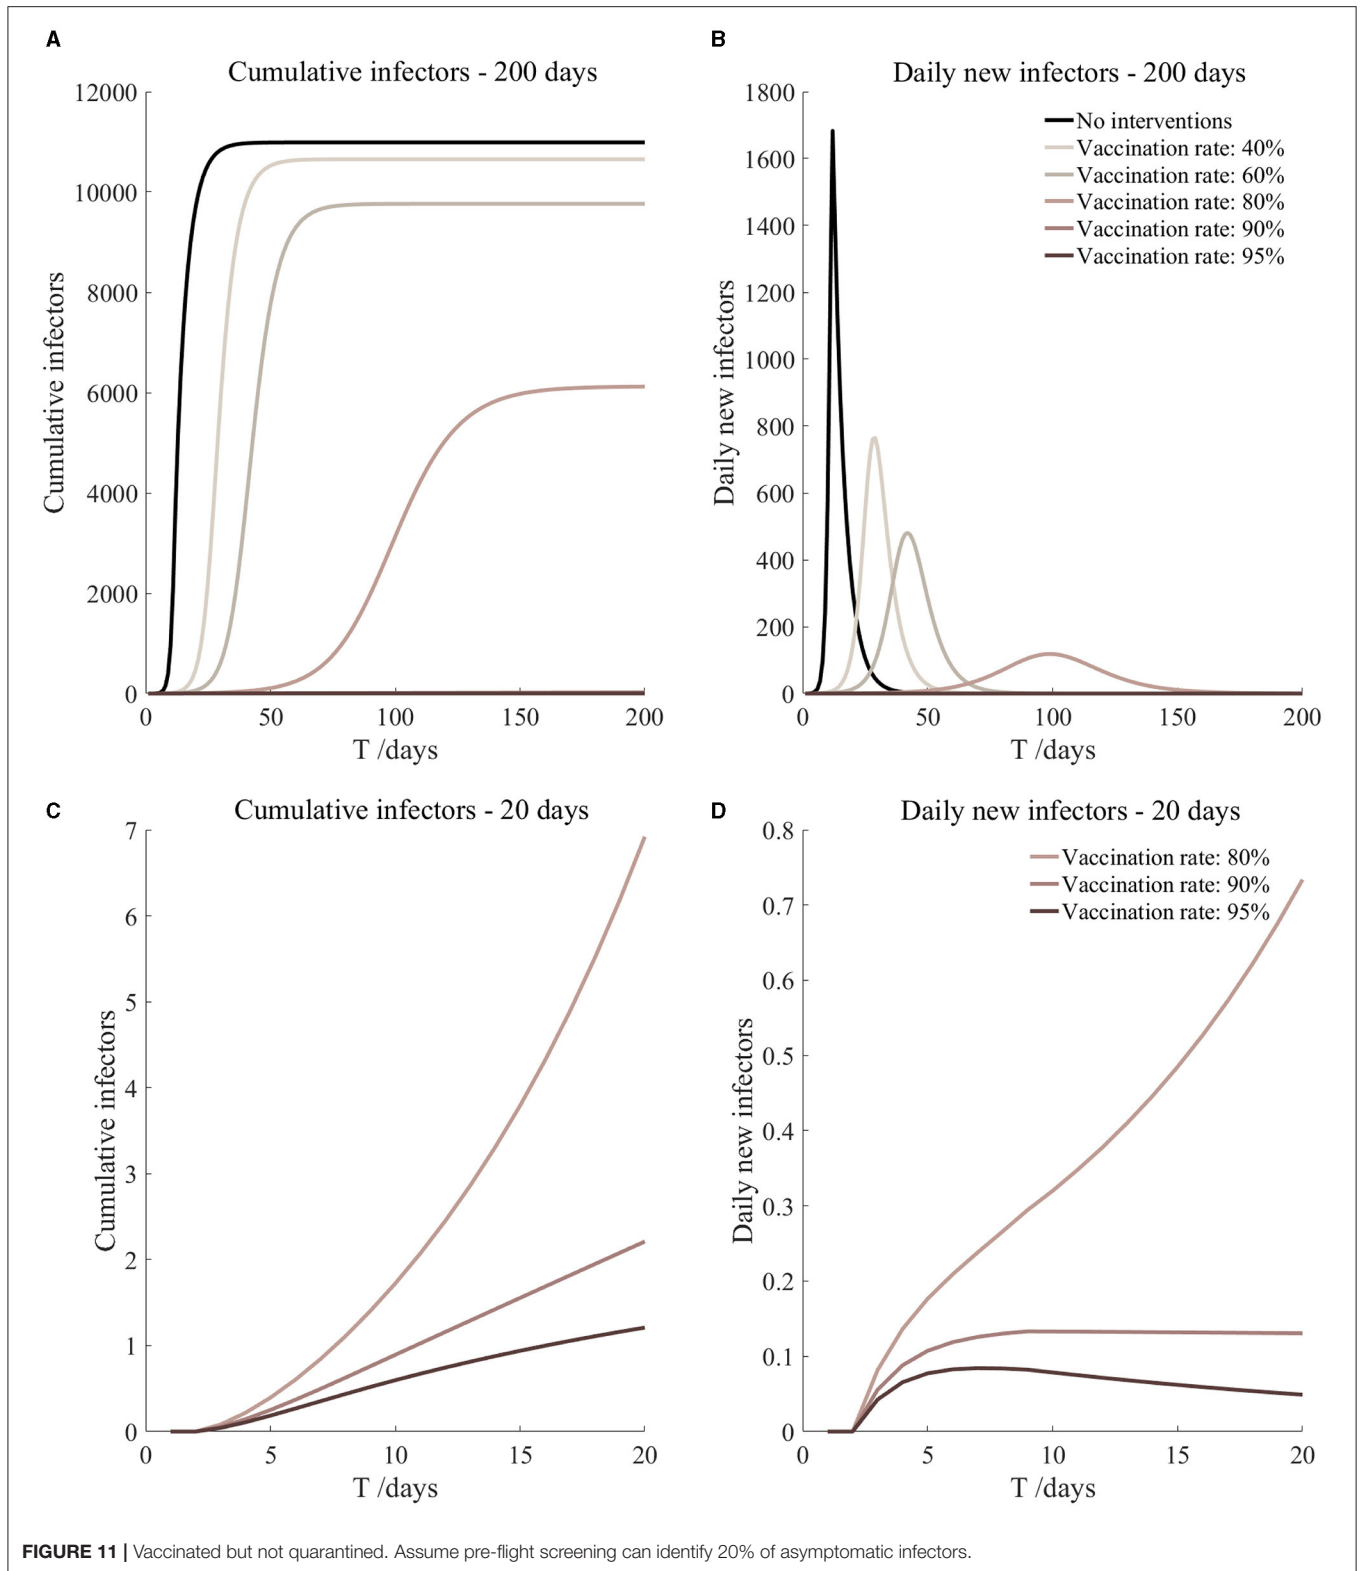 A
Cumulative infectors - 200 days
12000
10000
8000
6000
4000
2000
0
Cumulative infectors
0 50 100 150 200
T /days
B
Daily new infectors - 200 days
1800
1600
1400
1200
1000
800
600
400
200
0
Daily new infectors
No interventions
Vaccination rate: 40%
Vaccination rate: 60%
Vaccination rate: 80%
Vaccination rate: 90%
Vaccination rate: 95%
0 50 100 150 200
T /days
C
Cumulative infectors - 20 days
7
6
5
4
3
2
1
0
Cumulative infectors
0 5 10 15 20
T /days
D
Daily new infectors - 20 days
0.8
0.7
0.6
0.5
0.4
0.3
0.2
0.1
0
Daily new infectors
Vaccination rate: 80%
Vaccination rate: 90%
Vaccination rate: 95%
0 5 10 15 20
T /days
FIGURE 11 | Vaccinated but not quarantined. Assume pre-flight screening can identify 20% of asymptomatic infectors.